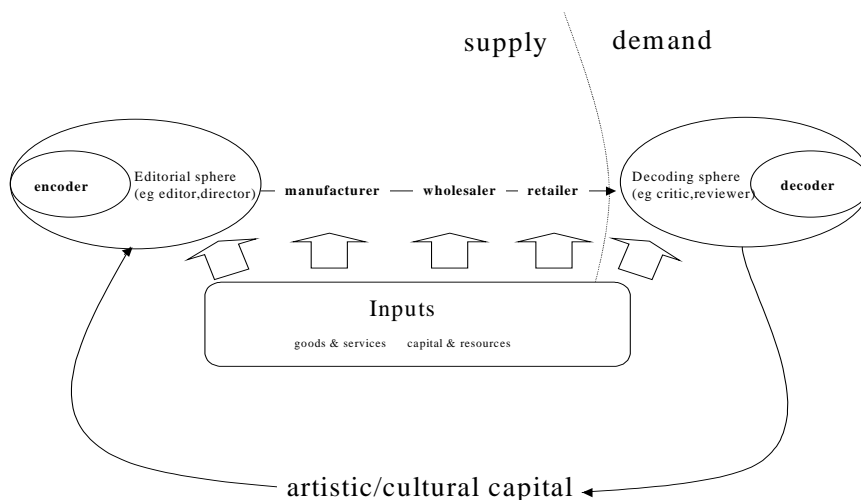 supply demand
encoder
Editorial sphere
(eg editor,director)
manufacturer
wholesaler
retailer
Decoding sphere
(eg critic,reviewer)
decoder
Inputs
goods & services capital & resources
artistic/cultural capital